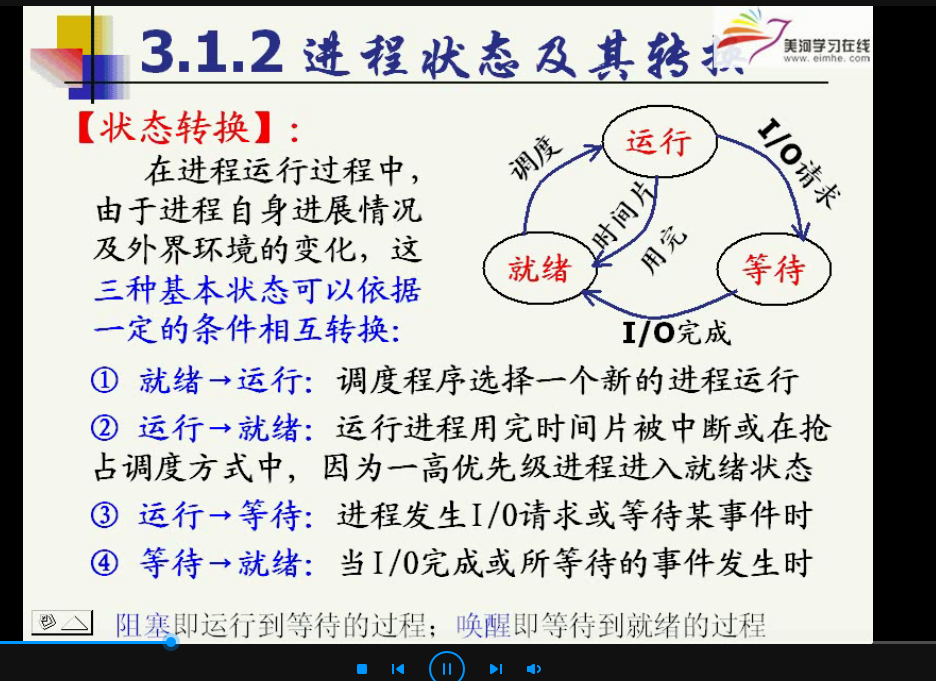 3.1.2 进程状态及其转换
美河学习在线
www.eimhe.com
【状态转换】:
在进程运行过程中,
由于进程自身进展情况
及外界环境的变化，这
三种基本状态可以依据
一定的条件相互转换:
运行
调度
I/O请求
时间片
用完
就绪
等待
I/O完成
① 就绪→运行: 调度程序选择一个新的进程运行
② 运行→就绪: 运行进程用完时间片被中断或在抢
占调度方式中，因为一高优先级进程进入就绪状态
③ 运行→等待: 进程发生I/O请求或等待某事件时
④ 等待→就绪: 当I/O完成或所等待的事件发生时
阻塞即运行到等待的过程; 唤醒即等待到就绪的过程